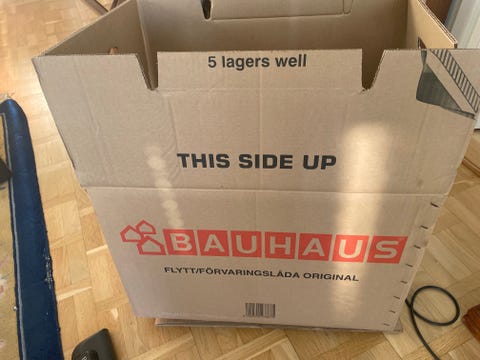 5 lagers well
THIS SIDE UP
BAUHAUS
FLYTT/FÖRVARINGSLÅDA ORIGINAL